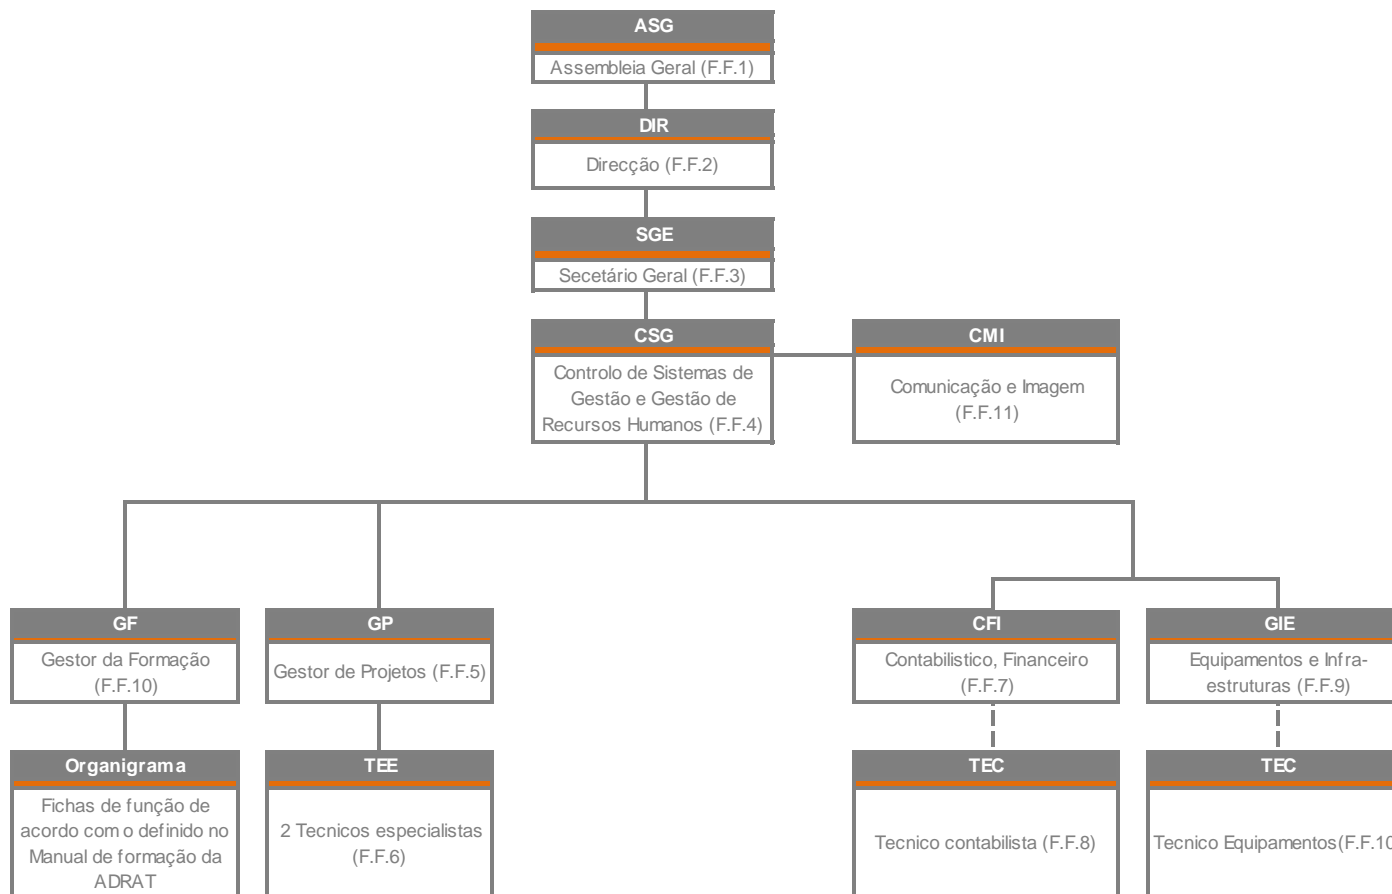 ASG
Assembleia Geral (F.F.1)
DIR
Direcção (F.F.2)
SGE
Secetário Geral (F.F.3)
CSG
Controlo de Sistemas de
Gestão e Gestão de
Recursos Humanos (F.F.4)
CMI
Comunicação e Imagem
(F.F.11)
GF
Gestor da Formação
(F.F.10)
GP
Gestor de Projetos (F.F.5)
CFI
Contabilistico, Financeiro
(F.F.7)
GIE
Equipamentos e Infra-
estruturas (F.F.9)
Organigrama
Fichas de função de
acordo com o definido no
Manual de formação da
ADRAT
TEE
2 Tecnicos especialistas
(F.F.6)
TEC
Tecnico contabilista (F.F.8)
TEC
Tecnico Equipamentos(F.F.10